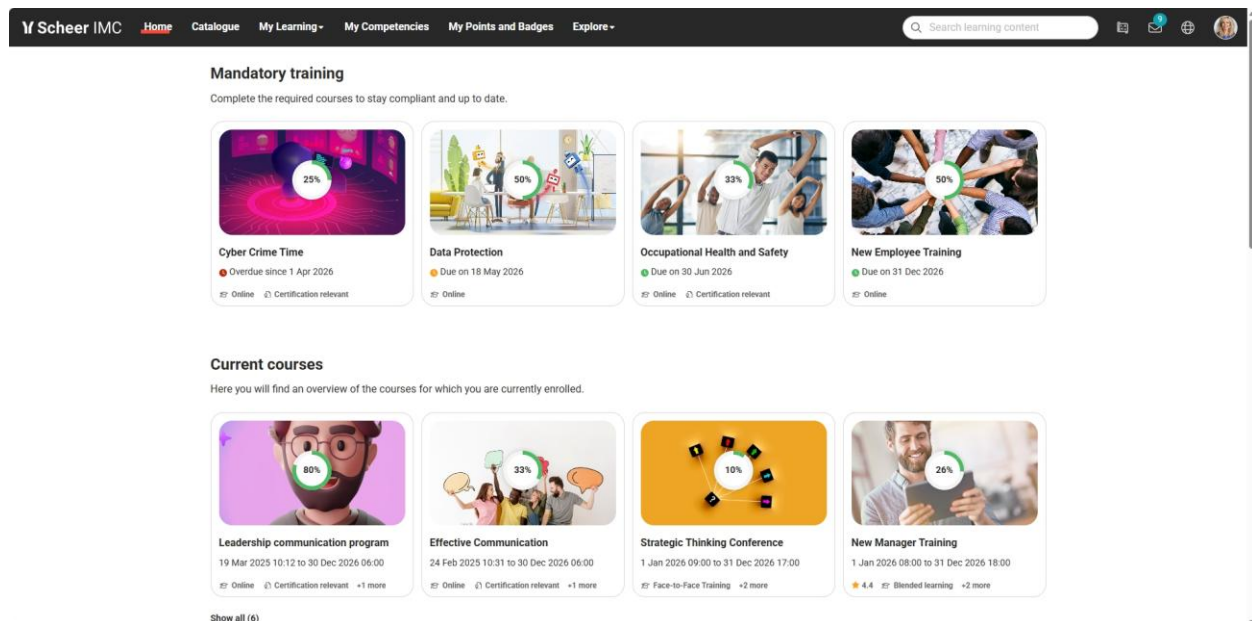 Scheer IMC Home Catalogue My Learning My Competencies My Points and Badges Explore Search learning content 9
Mandatory training
Complete the required courses to stay compliant and up to date.
25% 50% 33% 50%
Cyber Crime Time Data Protection Occupational Health and Safety New Employee Training
Overdue since 1 Apr 2026 Due on 18 May 2026 Due on 30 Jun 2026 Due on 31 Dec 2026
Online Certification relevant Online Online Certification relevant Online
Current courses
Here you will find an overview of the courses for which you are currently enrolled.
80% 33% 10% 26%
Leadership communication program Effective Communication Strategic Thinking Conference New Manager Training
19 Mar 2025 10:12 to 30 Dec 2026 06:00 24 Feb 2025 10:31 to 30 Dec 2026 06:00 1 Jan 2026 09:00 to 31 Dec 2026 17:00 1 Jan 2026 08:00 to 31 Dec 2026 18:00
Online Certification relevant +1 more Online Certification relevant +1 more Face-to-Face Training +2 more 4.4 Blended learning +2 more
Show all (6)